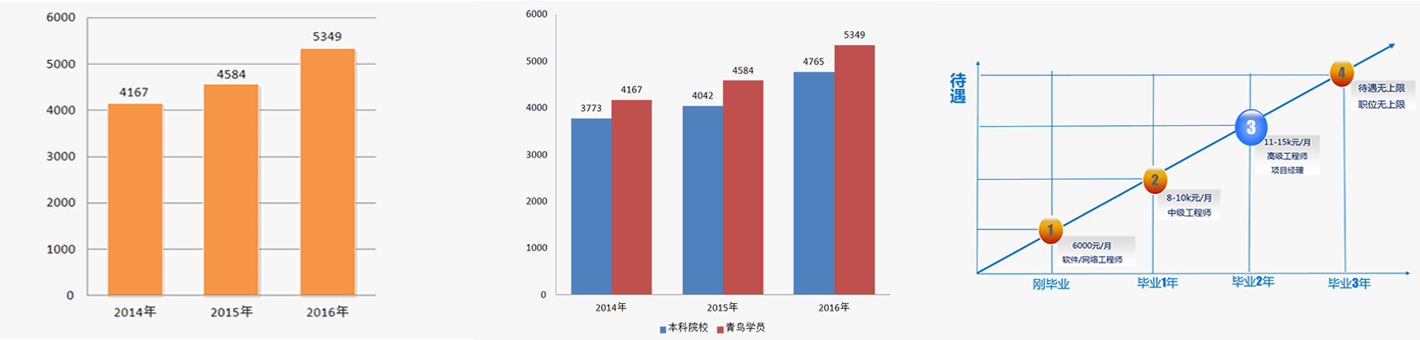 6000
5000
4000
3000
2000
1000
0
4167
4584
5349
2014年
2015年
2016年
6000
5000
4000
3000
2000
1000
0
3773
4167
4042
4584
4765
5349
2014年
2015年
2016年
本科院校
青鸟学员
待遇
1
6000元/月
软件/网络工程师
2
8-10k元/月
中级工程师
3
11-15k元/月
高级工程师
项目经理
4
待遇无上限
职位无上限
刚毕业
毕业1年
毕业2年
毕业3年